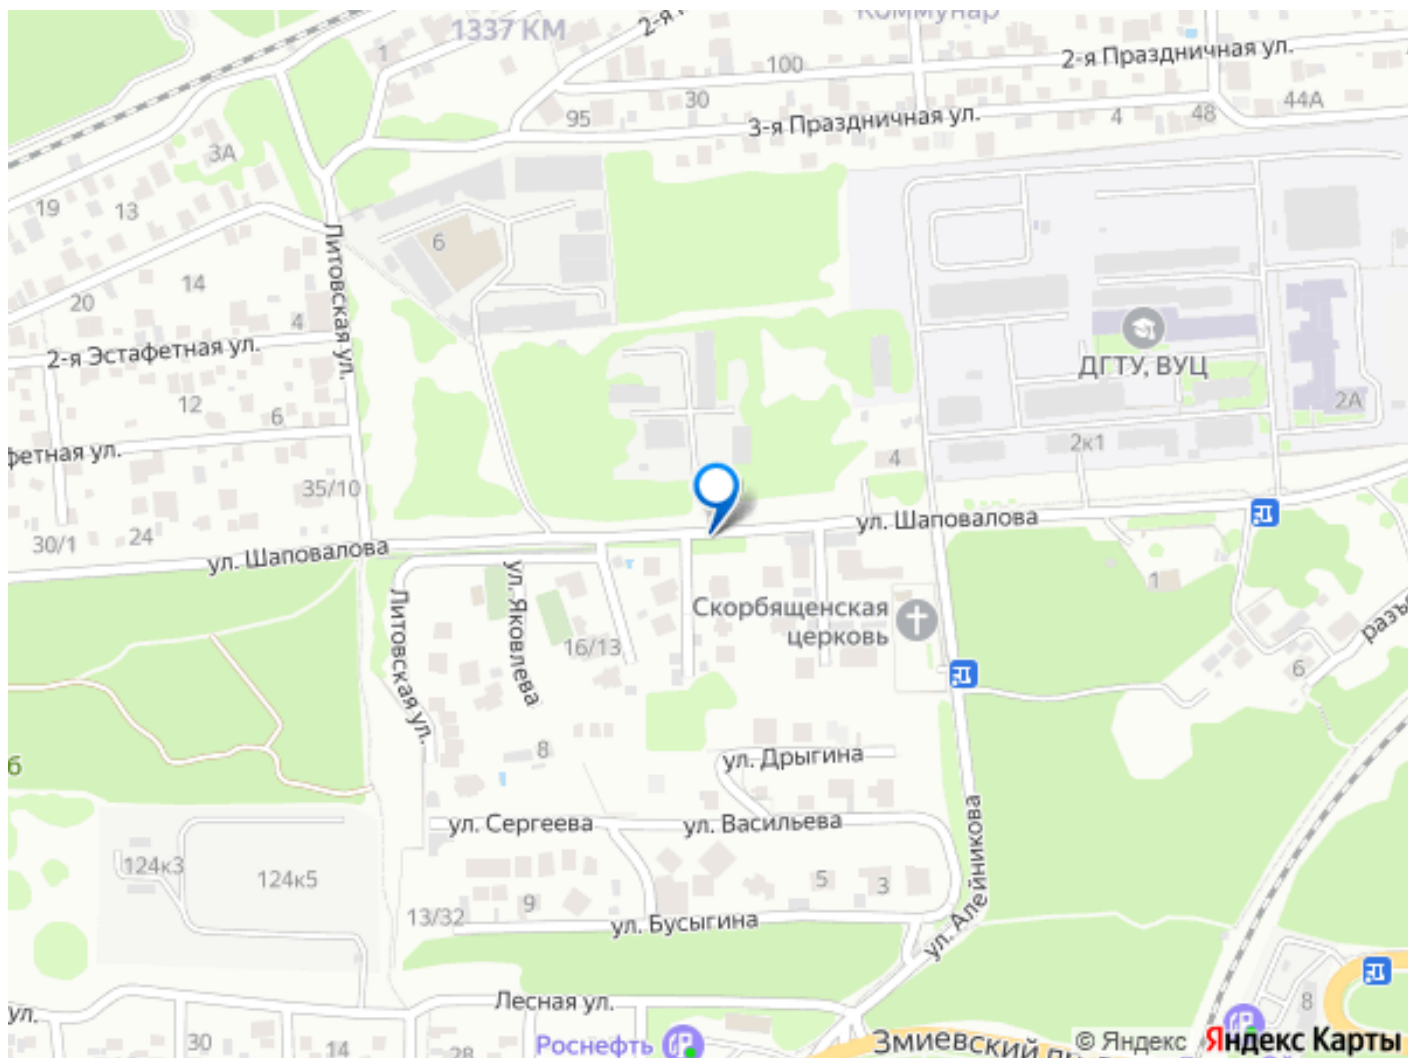 1337 КМ
Коммунар
1
2-я Праздничная ул.
100
30
95
3-я Праздничная ул.
4
48
44А
3А
19
13
6
Литовская ул.
14
20
4
2-я Эстафетная ул.
ДГТУ, ВУЦ
12
6
2А
фетная ул.
2к1
4
35/10
24
30/1
ул. Шаповалова
ул. Шаповалова
ул. Яковлева
Литовская ул.
1
Скорбященская
церковь
16/13
6
8
ул. Дрыгина
б
ул. Сергеева
ул. Васильева
ул. Алейникова
124к3
124к5
5
3
9
13/32
ул. Бусыгина
Лесная ул.
ул.
30
14
28
Роснефть
8
© Яндекс Яндекс Карты